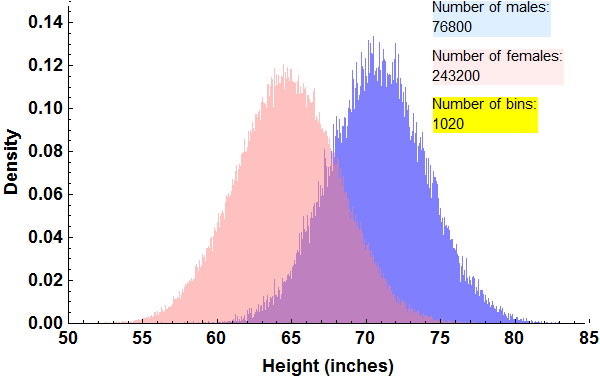 Number of males:
76800
Number of females:
243200
Number of bins:
1020
Density
0.14
0.12
0.10
0.08
0.06
0.04
0.02
0.00
50 55 60 65 70 75 80 85
Height (inches)